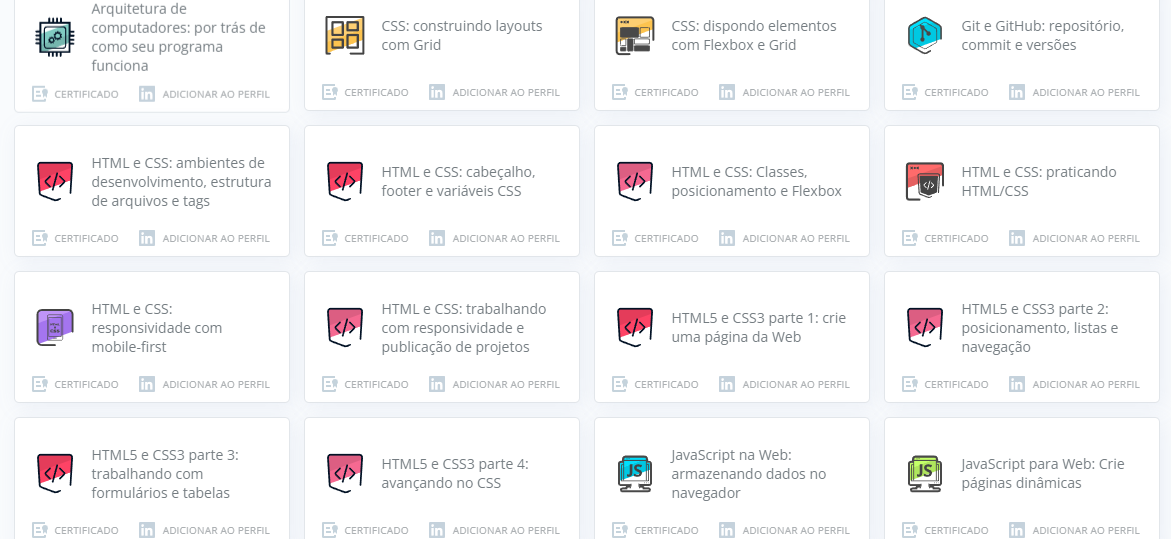 Arquitetura de
computadores: por trás de
como seu programa
funciona
CERTIFICADO
ADICIONAR AO PERFIL
CSS: construindo layouts
com Grid
CERTIFICADO
ADICIONAR AO PERFIL
CSS: dispondo elementos
com Flexbox e Grid
CERTIFICADO
ADICIONAR AO PERFIL
Git e GitHub: repositório,
commit e versões
CERTIFICADO
ADICIONAR AO PERFIL
HTML e CSS: ambientes de
desenvolvimento, estrutura
de arquivos e tags
CERTIFICADO
ADICIONAR AO PERFIL
HTML e CSS: cabeçalho,
footer e variáveis CSS
CERTIFICADO
ADICIONAR AO PERFIL
HTML e CSS: Classes,
posicionamento e Flexbox
CERTIFICADO
ADICIONAR AO PERFIL
HTML e CSS: praticando
HTML/CSS
CERTIFICADO
ADICIONAR AO PERFIL
HTML e CSS:
responsividade com
mobile-first
CERTIFICADO
ADICIONAR AO PERFIL
HTML e CSS: trabalhando
com responsividade e
publicação de projetos
CERTIFICADO
ADICIONAR AO PERFIL
HTML5 e CSS3 parte 1: crie
uma página da Web
CERTIFICADO
ADICIONAR AO PERFIL
HTML5 e CSS3 parte 2:
posicionamento, listas e
navegação
CERTIFICADO
ADICIONAR AO PERFIL
HTML5 e CSS3 parte 3:
trabalhando com
formulários e tabelas
CERTIFICADO
ADICIONAR AO PERFIL
HTML5 e CSS3 parte 4:
avançando no CSS
CERTIFICADO
ADICIONAR AO PERFIL
JS
JavaScript na Web:
armazenando dados no
navegador
CERTIFICADO
ADICIONAR AO PERFIL
JS
JavaScript para Web: Crie
páginas dinâmicas
CERTIFICADO
ADICIONAR AO PERFIL